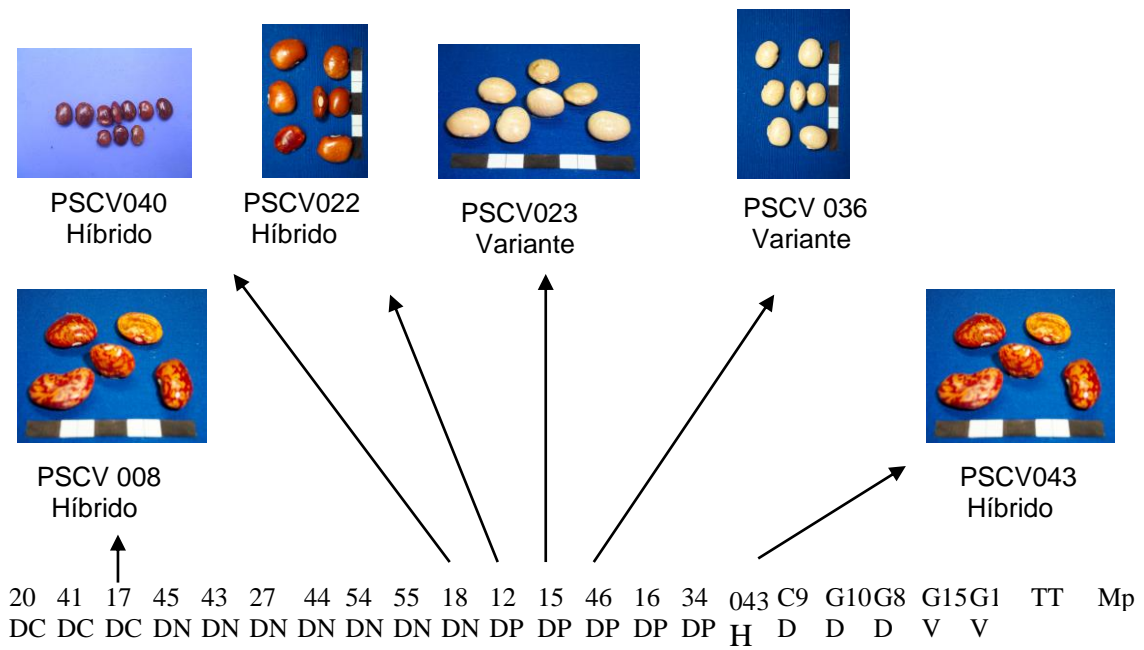 PSCV040
Híbrido
PSCV022
Híbrido
PSCV023
Variante
PSCV 036
Variante
PSCV 008
Híbrido
PSCV043
Híbrido
20 41 17 45 43 27 44 54 55 18 12 15 46 16 34 043 C9 G10 G8 G15 G1 TT Mp
DC DC DC DN DN DN DN DN DN DN DP DP DP DP DP H D D D V V